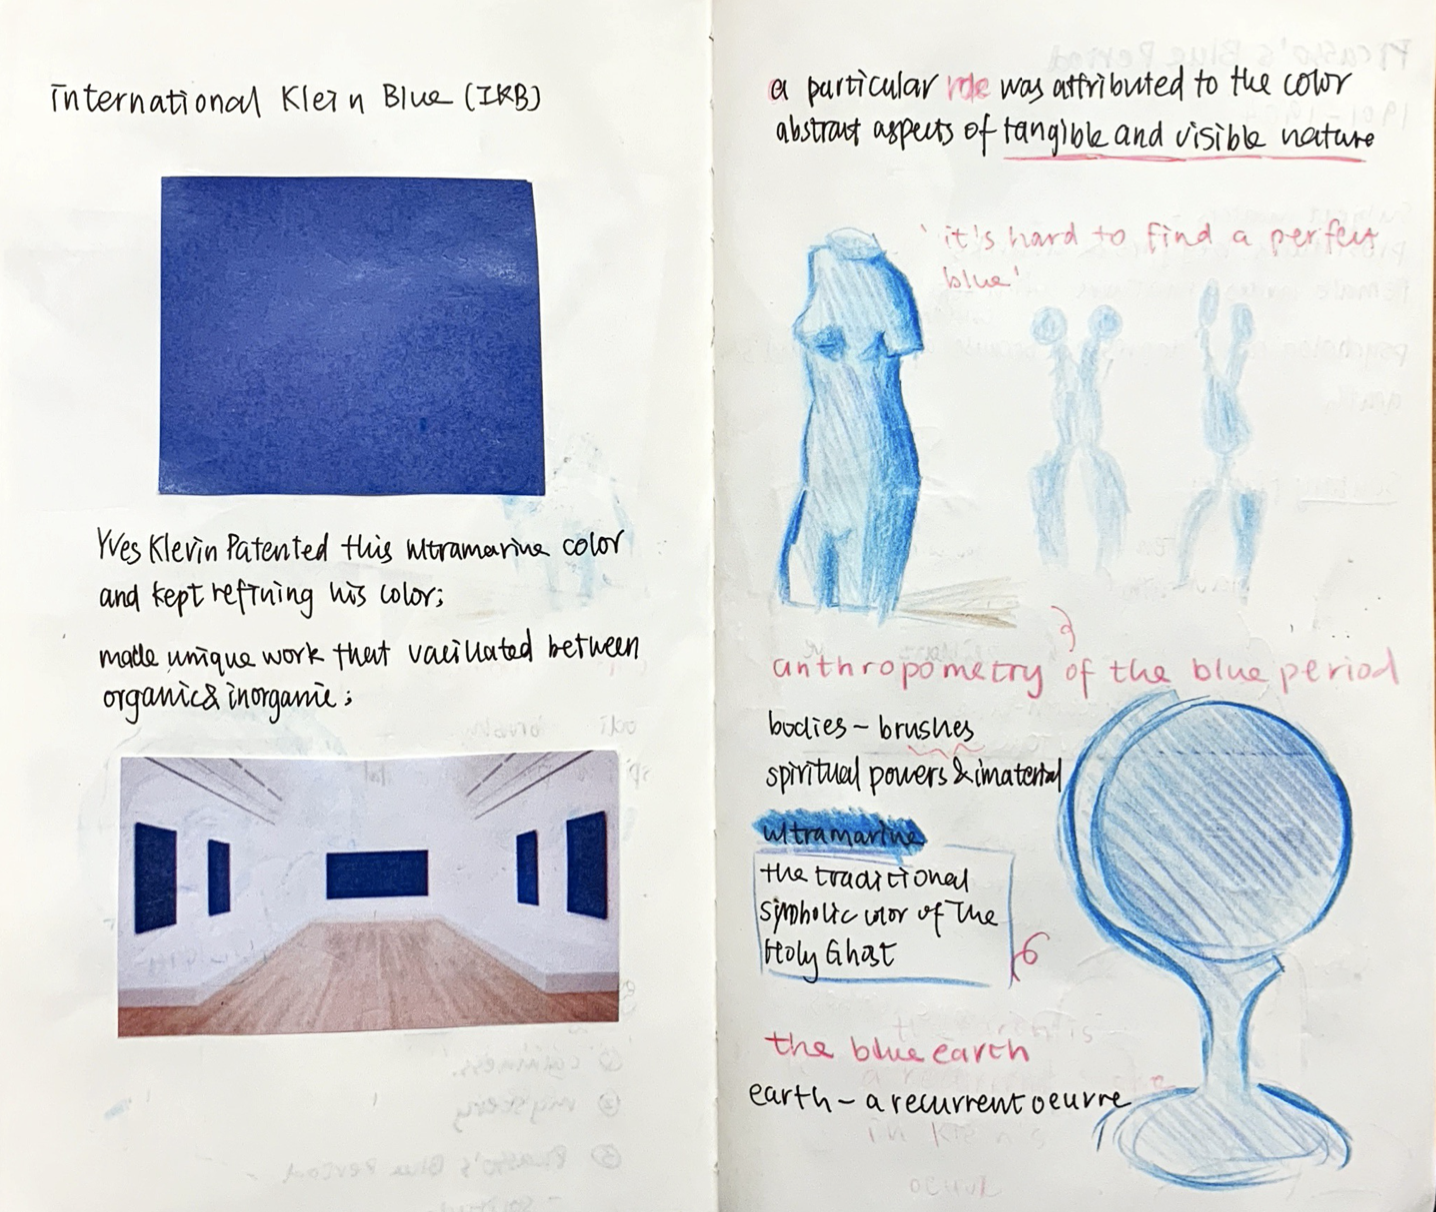 international Klein Blue (IKB)
Yves Klevin Patented this ultramarine color
and kept refining his color;
made unique work that vacillated between
organic & inorganic;
a particular role was attributed to the color
abstract aspects of tangible and visible nature
'it's hard to find a perfect
blue'
anthropometry of the blue period
bodies – brushes
spiritual powers & imaterial
ultramarine
the traditional
symbolic color of The
Holy Ghost
the blue earth
earth – a recurrent oeuvre